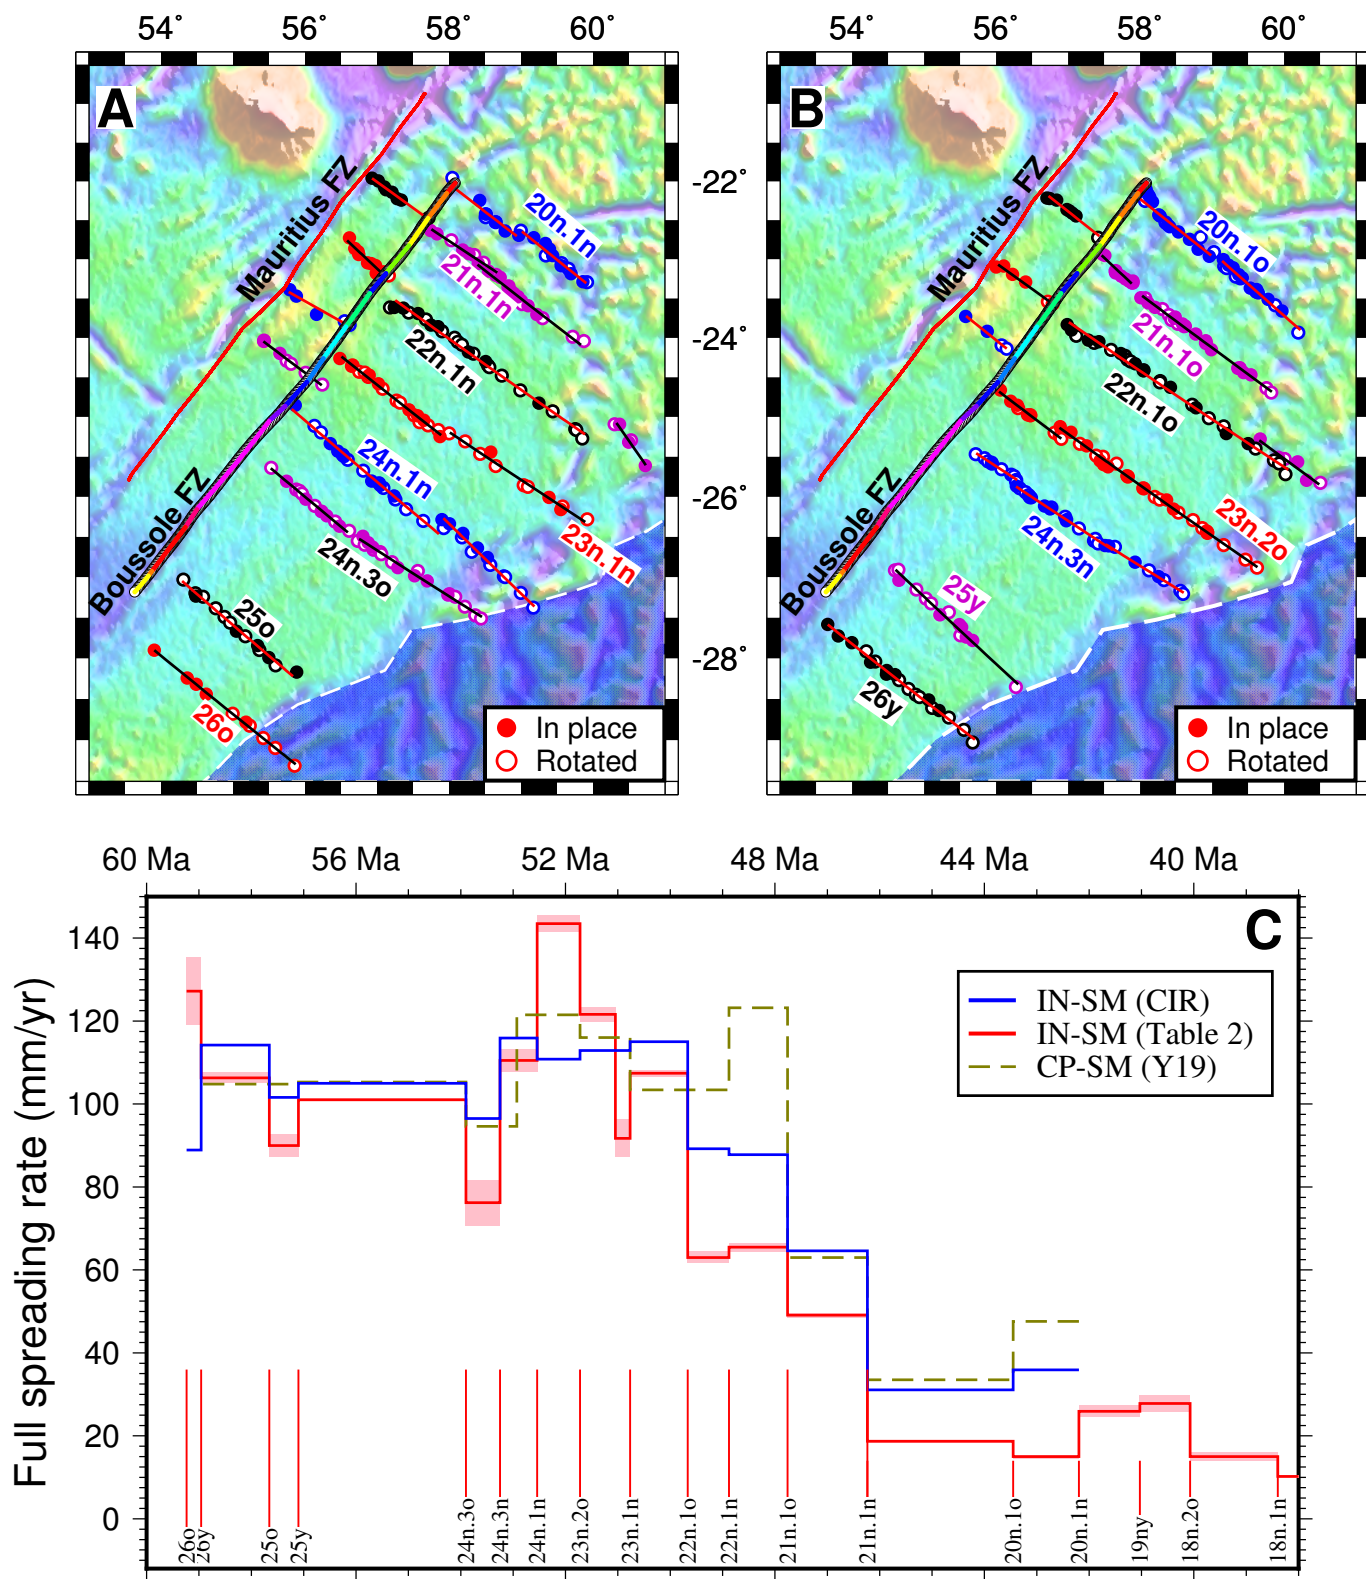 54° 56° 58° 60°
54° 56° 58° 60°
A
Mauritius FZ
Boussole FZ
20n.1n
21n.1n
22n.1n
23n.1n
24n.1n
24n.3o
25o
26o
In place
Rotated
-22°
-24°
-26°
-28°
B
Mauritius FZ
Boussole FZ
20n.1o
21n.1o
22n.1o
23n.2o
24n.3n
25y
26y
In place
Rotated
60 Ma 56 Ma 52 Ma 48 Ma 44 Ma 40 Ma
C
Full spreading rate (mm/yr)
140
120
100
80
60
40
20
0
IN-SM (CIR)
IN-SM (Table 2)
CP-SM (Y19)
26o 26y 25o 25y 24n.3o 24n.3n 24n.1n 23n.2o 23n.1n 22n.1o 22n.1n 21n.1o 21n.1n 20n.1o 20n.1n 19ny 18n.2o 18n.1n